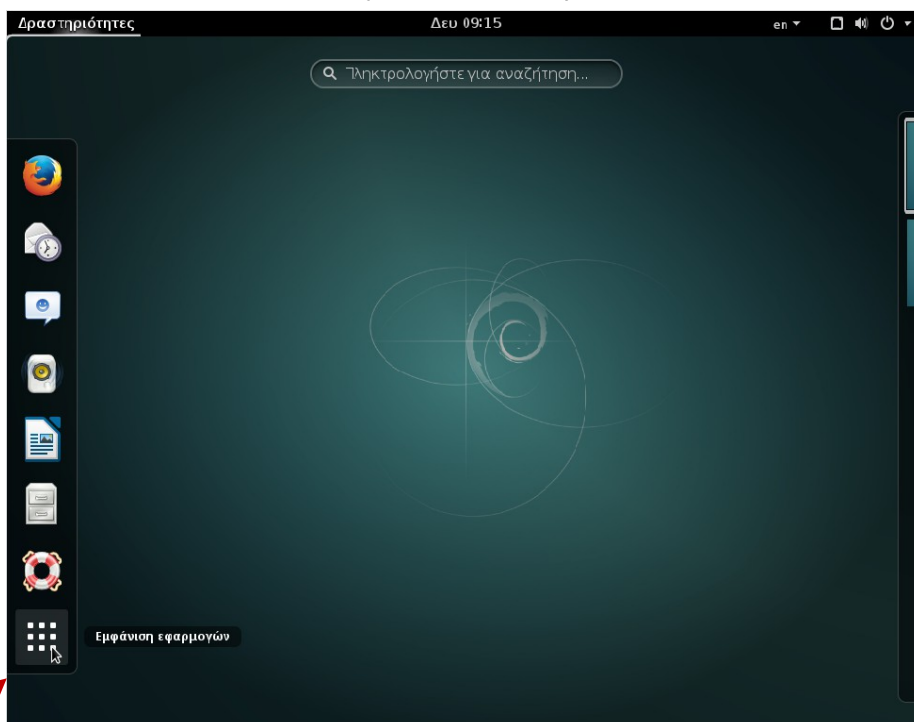 Δραστηριότητες
Δευ 09:15
en
Πληκτρολογήστε για αναζήτηση...
Εμφάνιση εφαρμογών